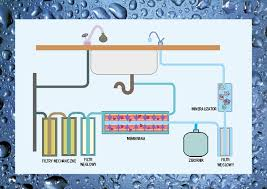 MINERALIZATOR
MEMBRANA
FILTRY MECHANICZNE
FILTR
WĘGLOWY
ZBIORNIK
FILTR
WĘGLOWY